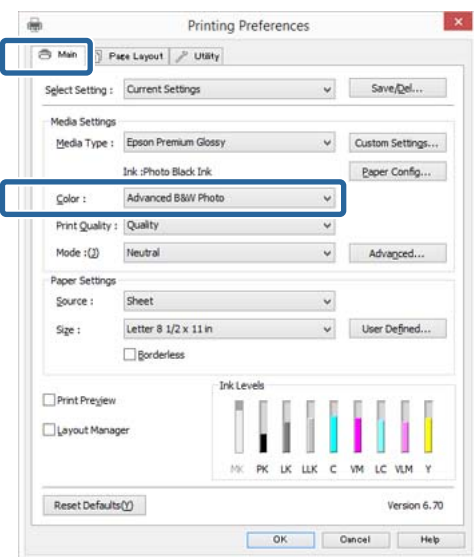 Printing Preferences
Main Page Layout Utility
Select Setting : Current Settings Save/Del...
Media Settings
Media Type : Epson Premium Glossy Custom Settings...
Ink :Photo Black Ink Paper Config...
Color : Advanced B&W Photo
Print Quality : Quality
Mode :(J) Neutral Advanced...
Paper Settings
Source : Sheet
Size : Letter 8 1/2 x 11 in User Defined...
Borderless
Ink Levels
Print Preview
Layout Manager
MK PK LK LLK C VM LC VLM Y
Reset Defaults(Y) Version 6.70
OK Cancel Help